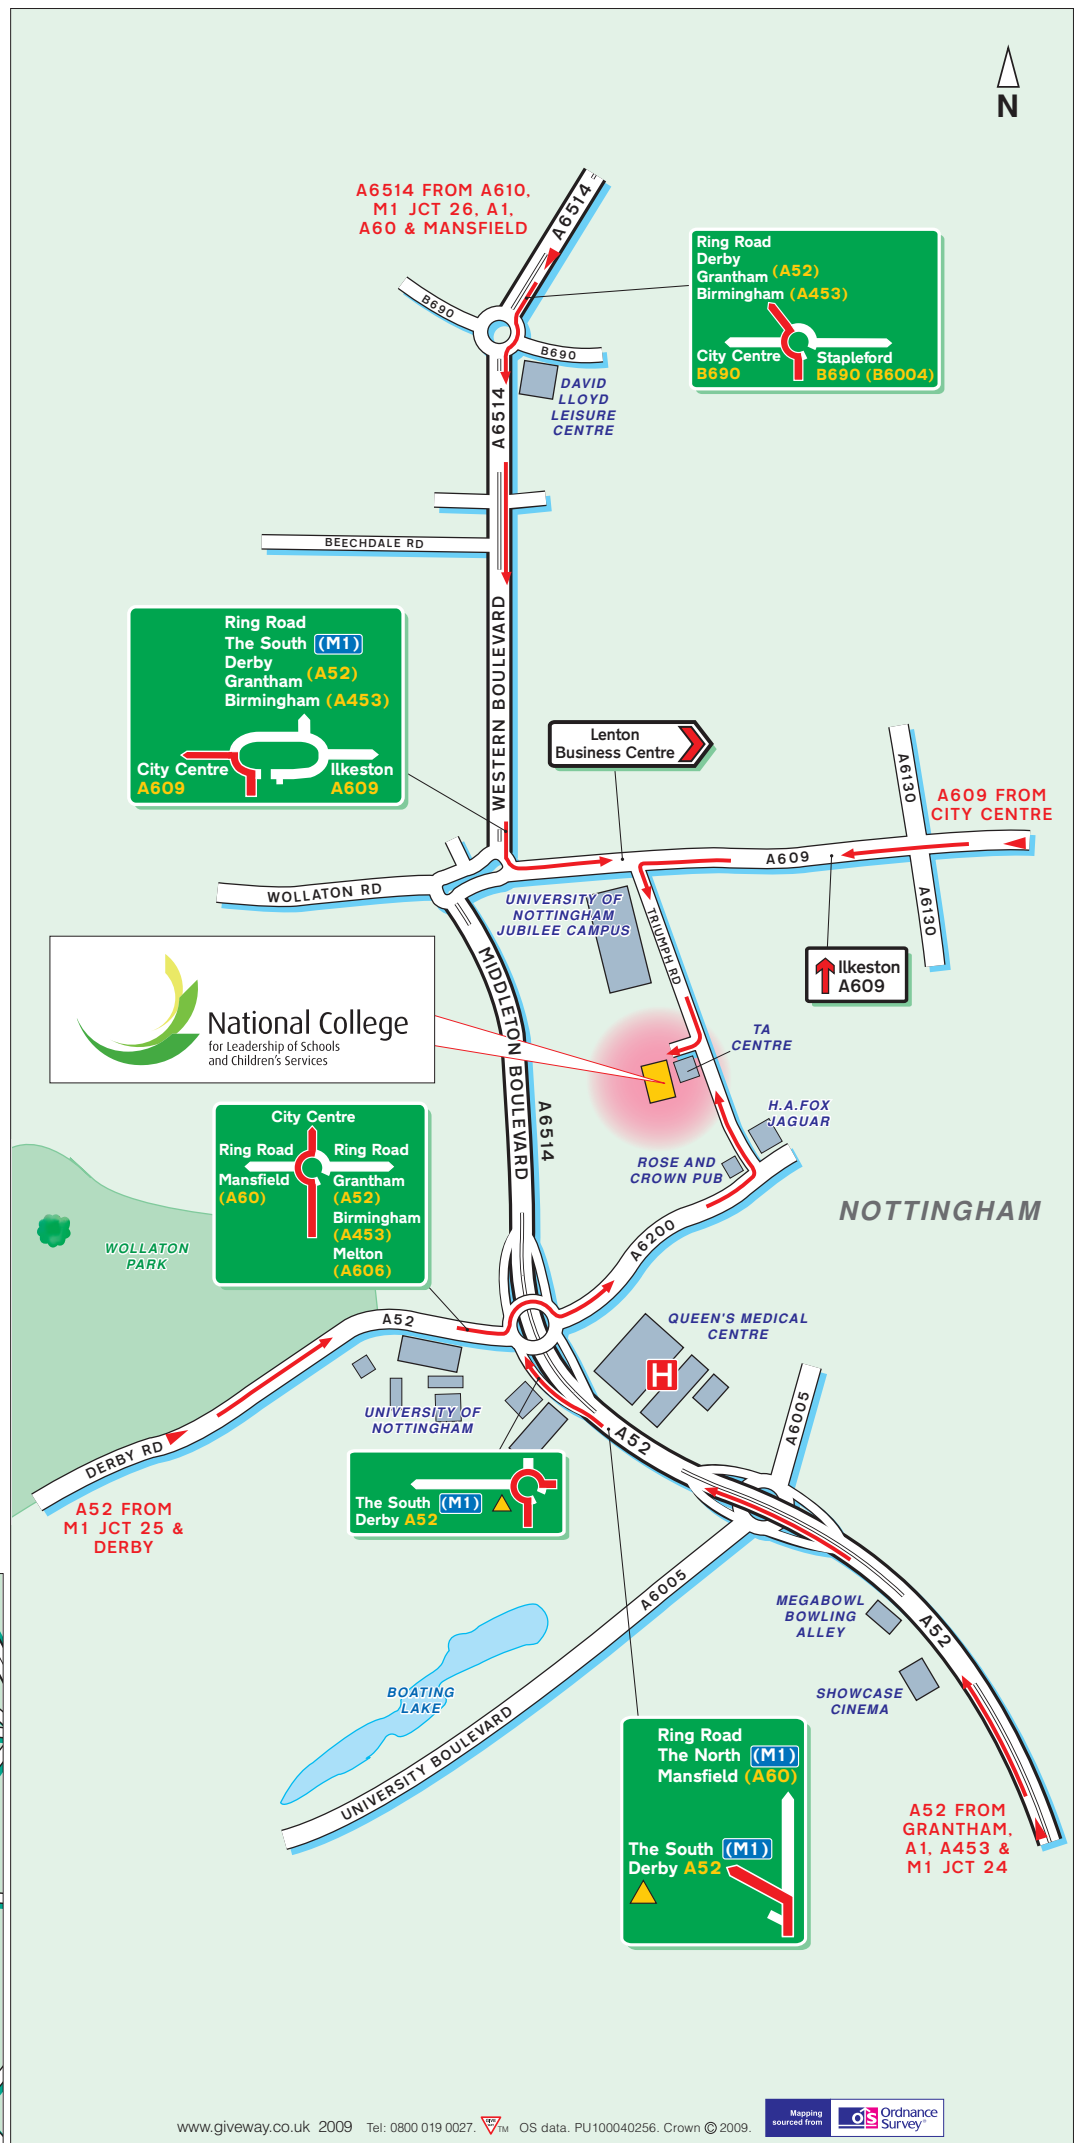 N
A6514 FROM A610,
M1 JCT 26, A1,
A60 & MANSFIELD
A6514
Ring Road
Derby
Grantham (A52)
Birmingham (A453)
City Centre
B690
Stapleford
B690 (B6004)
B690
B690
DAVID
LLOYD
LEISURE
CENTRE
A6514
BEECHDALE RD
WESTERN BOULEVARD
Ring Road
The South (M1)
Derby
Grantham (A52)
Birmingham (A453)
City Centre
A609
Ilkeston
A609
Lenton
Business Centre
A6130
A609 FROM
CITY CENTRE
A609
WOLLATON RD
UNIVERSITY OF
NOTTINGHAM
JUBILEE CAMPUS
TRIUMPH RD
A6130
Ilkeston
A609
MIDDLETON BOULEVARD
National College
for Leadership of Schools
and Children's Services
TA
CENTRE
A6514
H.A.FOX
JAGUAR
ROSE AND
CROWN PUB
City Centre
Ring Road
Mansfield
(A60)
Ring Road
Grantham
(A52)
Birmingham
(A453)
Melton
(A606)
NOTTINGHAM
WOLLATON
PARK
A6200
A52
QUEEN'S MEDICAL
CENTRE
H
UNIVERSITY OF
NOTTINGHAM
A6005
A52
DERBY RD
The South (M1)
Derby A52
A52 FROM
M1 JCT 25 &
DERBY
A6005
MEGABOWL
BOWLING
ALLEY
A52
SHOWCASE
CINEMA
BOATING
LAKE
UNIVERSITY BOULEVARD
Ring Road
The North (M1)
Mansfield (A60)
The South (M1)
Derby A52
A52 FROM
GRANTHAM,
A1, A453 &
M1 JCT 24
www.giveway.co.uk 2009 Tel: 0800 019 0027. TM OS data. PU100040256. Crown © 2009.
Mapping
sourced from
OS Ordnance
Survey®